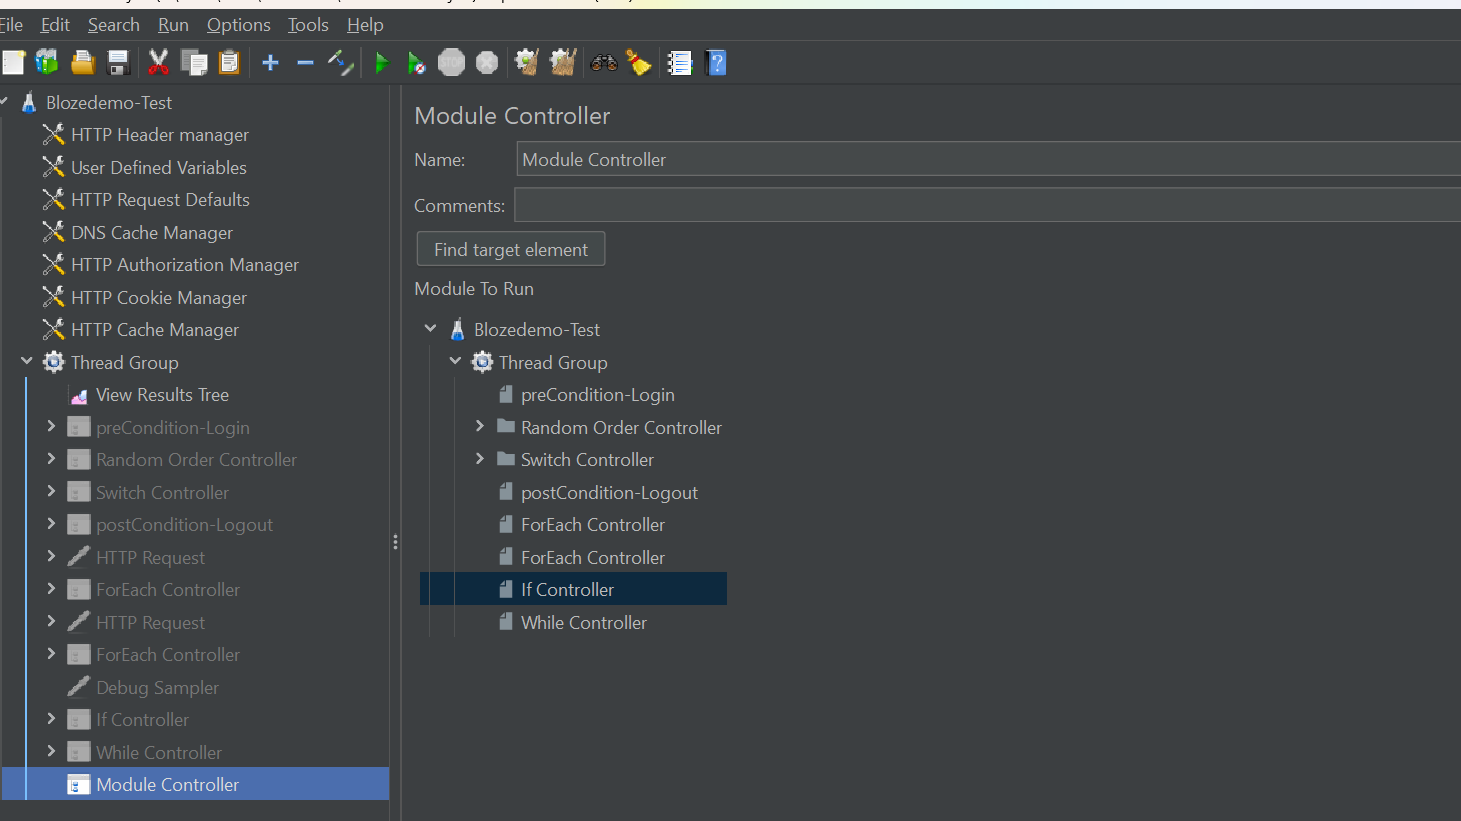 File Edit Search Run Options Tools Help
STOP
Blozedemo-Test
HTTP Header manager
User Defined Variables
HTTP Request Defaults
DNS Cache Manager
HTTP Authorization Manager
HTTP Cookie Manager
HTTP Cache Manager
Thread Group
View Results Tree
preCondition-Login
Random Order Controller
Switch Controller
postCondition-Logout
HTTP Request
ForEach Controller
HTTP Request
ForEach Controller
Debug Sampler
If Controller
While Controller
Module Controller
Module Controller
Name: Module Controller
Comments:
Find target element
Module To Run
Blozedemo-Test
Thread Group
preCondition-Login
Random Order Controller
Switch Controller
postCondition-Logout
ForEach Controller
ForEach Controller
If Controller
While Controller